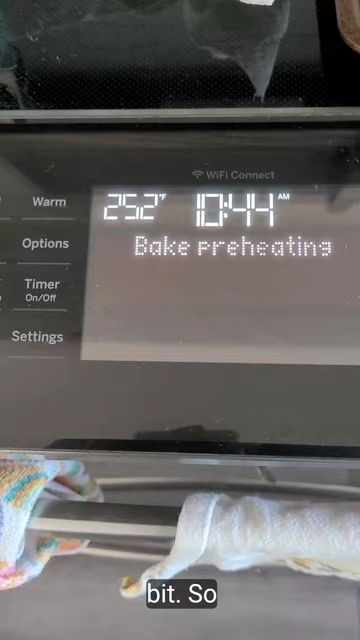 WiFi Connect
Warm
252°F 10:44 AM
Options
Bake preheating
Timer
On/Off
Settings
bit. So